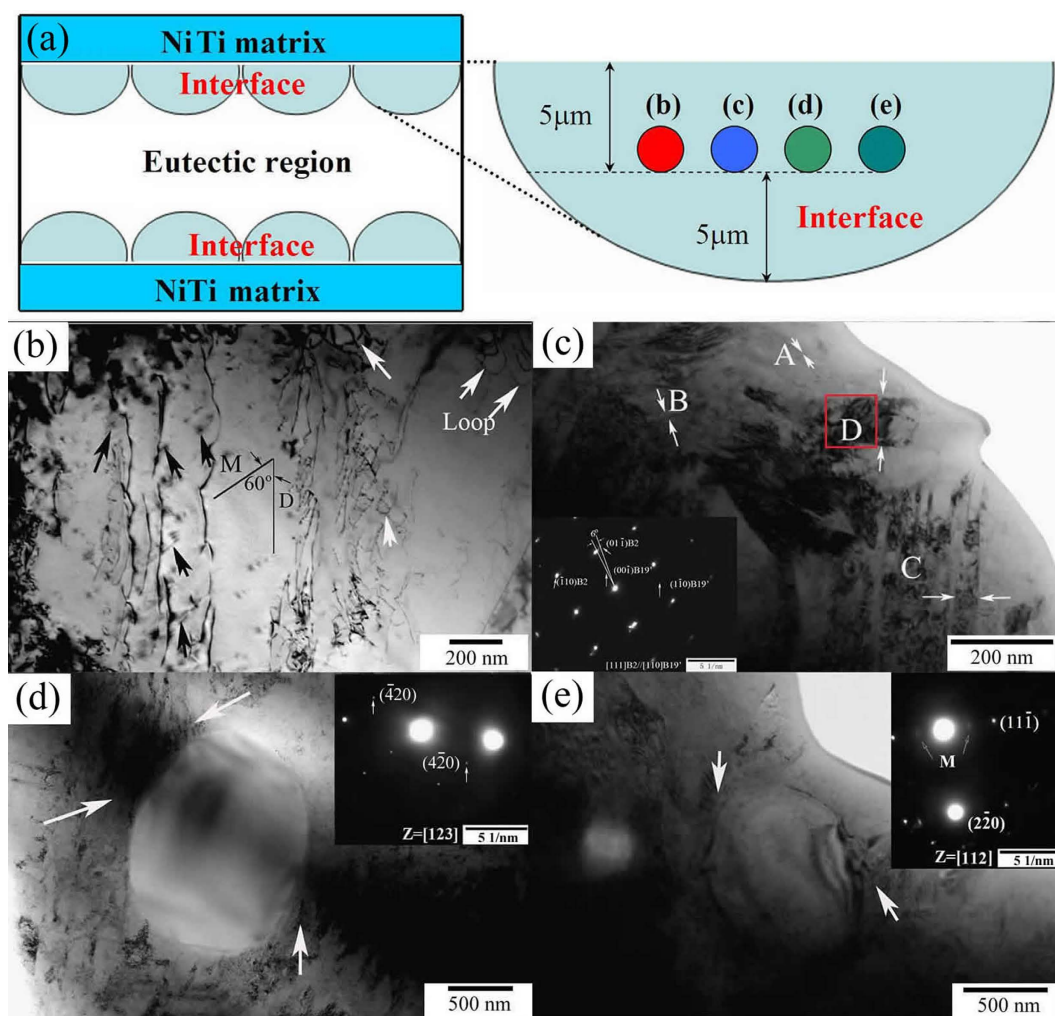 (a)
NiTi matrix
Interface
Eutectic region
Interface
NiTi matrix
(b) (c) (d) (e)
5μm
5μm
Interface
(b)
Loop
M
60°
D
200 nm
(c)
A
B
D
C
6°
(01̄1̄)B2
(001̄)B19'
(1̄10)B2
(11̄0)B19'
[111]B2//[110]B19'
5 1/nm
200 nm
(d)
(4̄20)
(42̄0)
Z=[123]
5 1/nm
500 nm
(e)
(111̄)
M
(22̄0)
Z=[112]
5 1/nm
500 nm